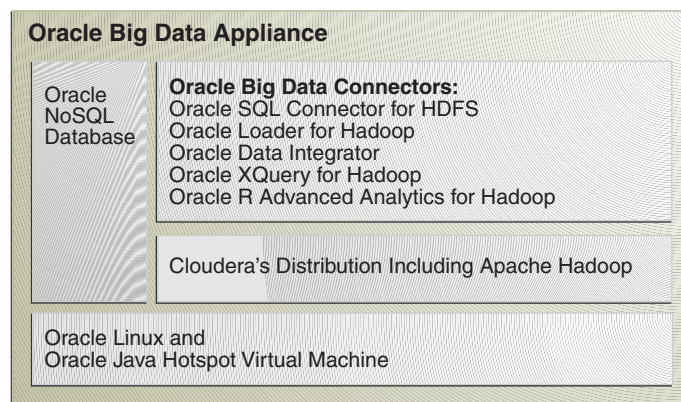 Oracle Big Data Appliance
Oracle
NoSQL
Database
Oracle Big Data Connectors:
Oracle SQL Connector for HDFS
Oracle Loader for Hadoop
Oracle Data Integrator
Oracle XQuery for Hadoop
Oracle R Advanced Analytics for Hadoop
Cloudera's Distribution Including Apache Hadoop
Oracle Linux and
Oracle Java Hotspot Virtual Machine